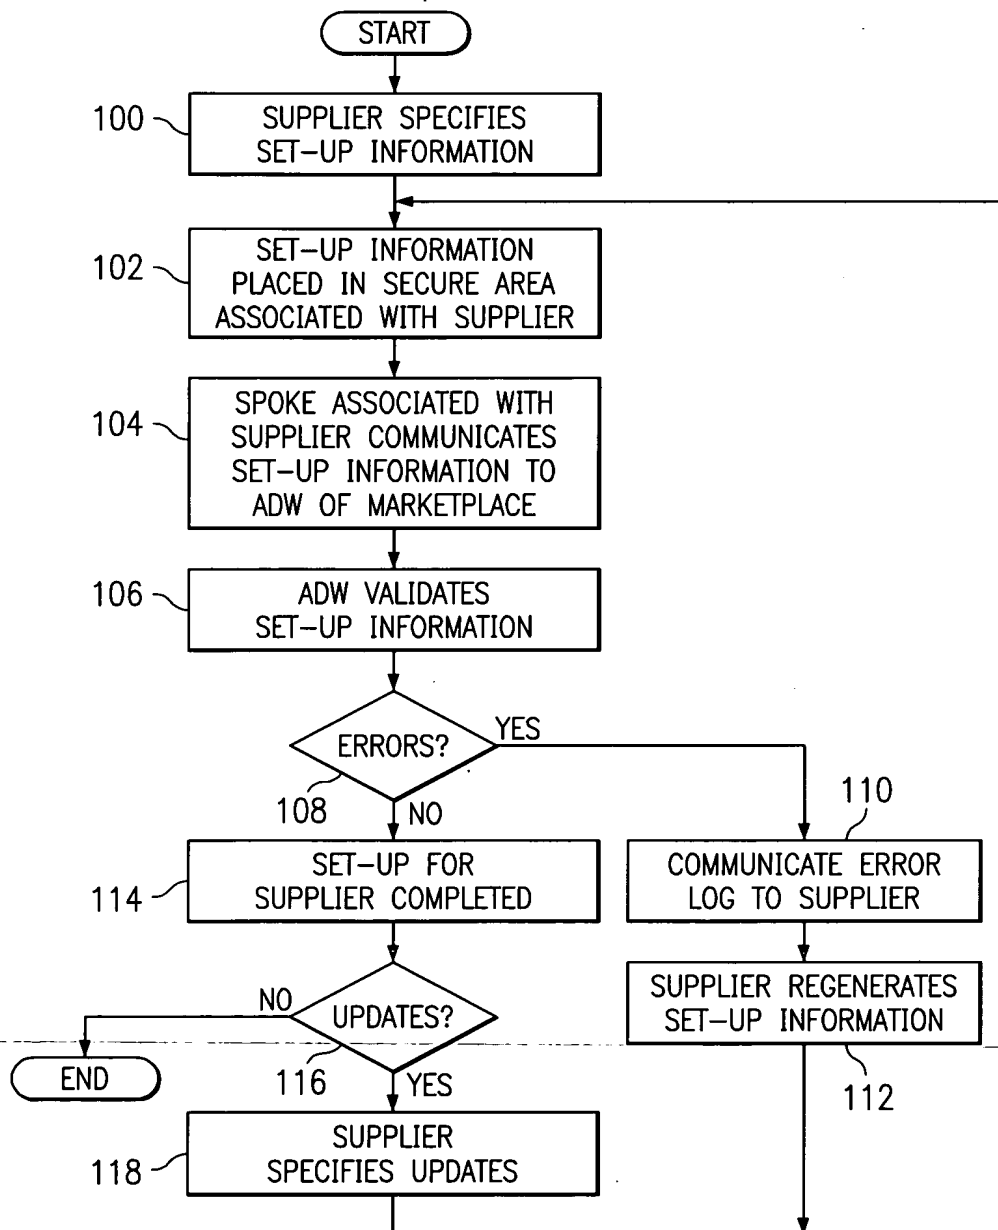 START
100
SUPPLIER SPECIFIES
SET-UP INFORMATION
102
SET-UP INFORMATION
PLACED IN SECURE AREA
ASSOCIATED WITH SUPPLIER
104
SPOKE ASSOCIATED WITH
SUPPLIER COMMUNICATES
SET-UP INFORMATION TO
ADW OF MARKETPLACE
106
ADW VALIDATES
SET-UP INFORMATION
ERRORS?
YES
108
NO
110
COMMUNICATE ERROR
LOG TO SUPPLIER
114
SET-UP FOR
SUPPLIER COMPLETED
SUPPLIER REGENERATES
SET-UP INFORMATION
112
NO
UPDATES?
116
YES
END
118
SUPPLIER
SPECIFIES UPDATES